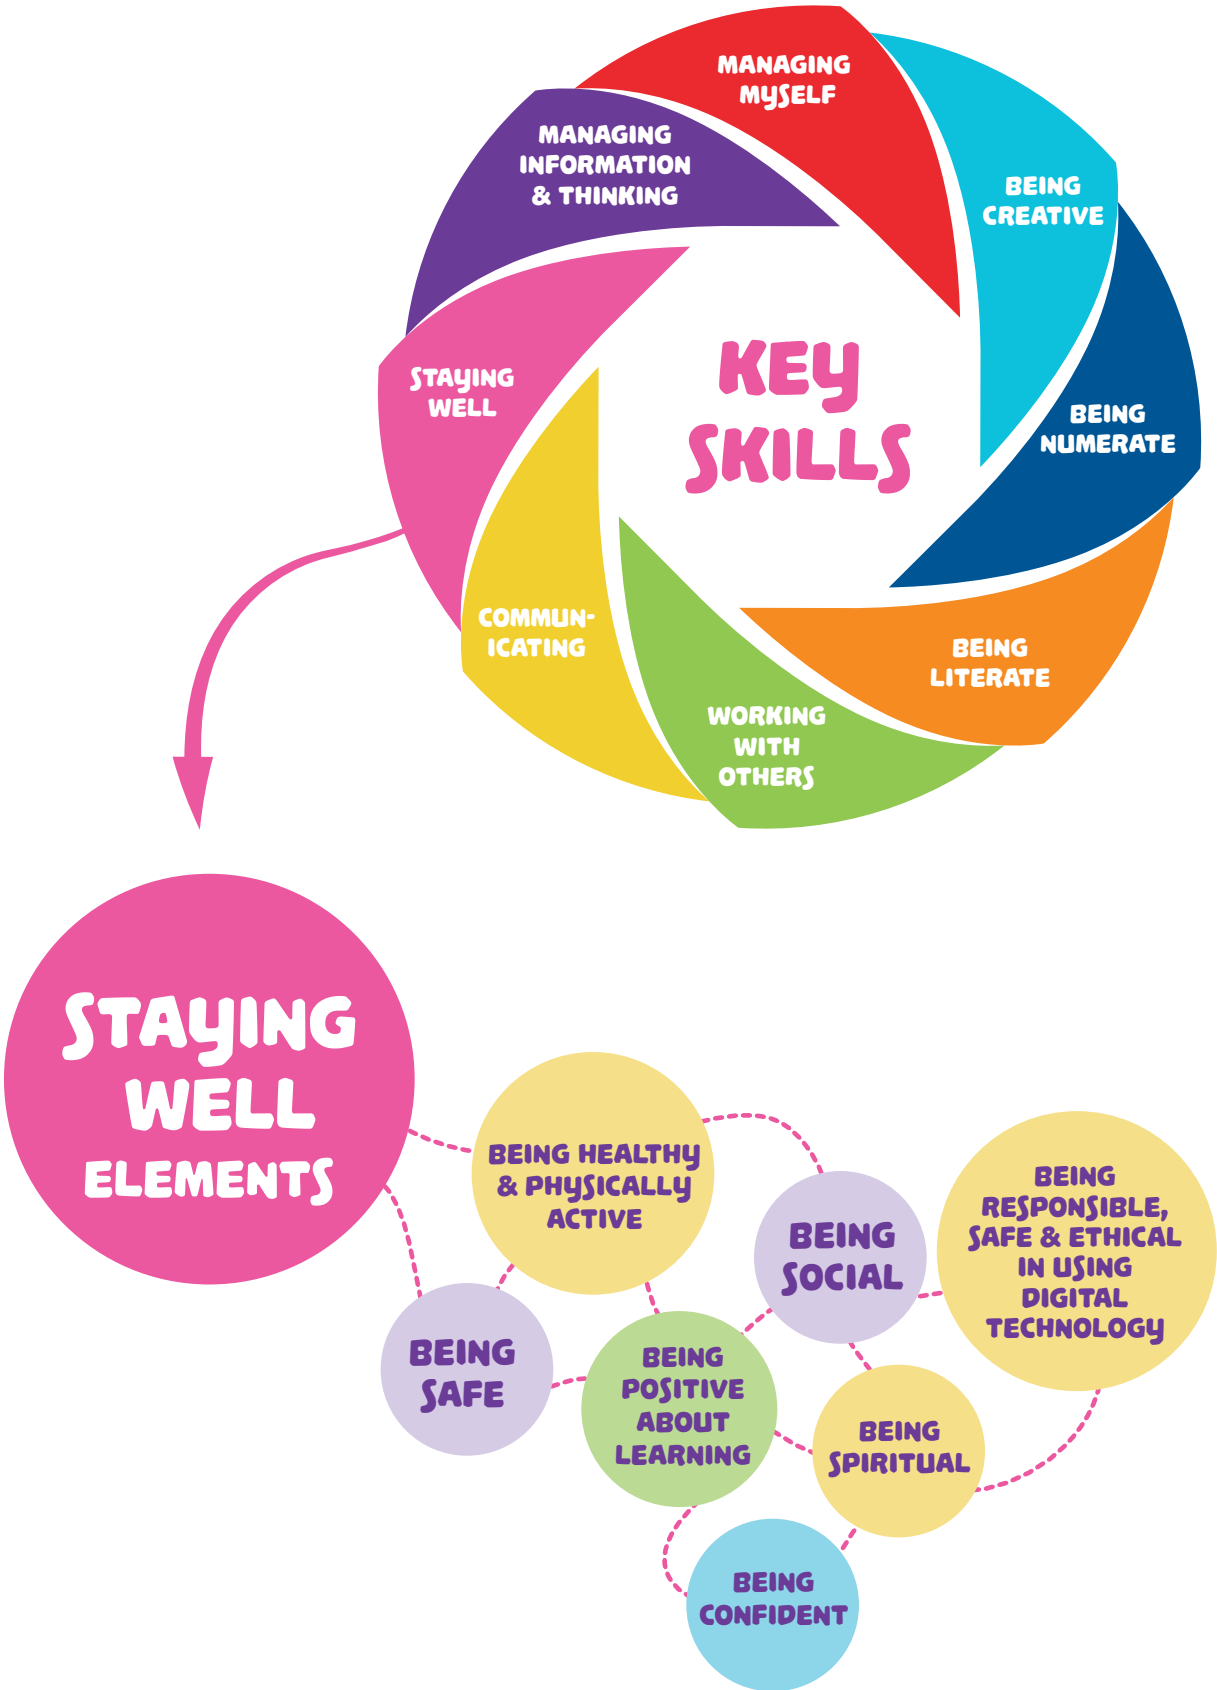 MANAGING
MYSELF
BEING
CREATIVE
BEING
NUMERATE
BEING
LITERATE
WORKING
WITH
OTHERS
COMMUN-
ICATING
STAYING
WELL
MANAGING
INFORMATION
& THINKING
KEY
SKILLS
STAYING
WELL
ELEMENTS
BEING HEALTHY
& PHYSICALLY
ACTIVE
BEING
SOCIAL
BEING
RESPONSIBLE,
SAFE & ETHICAL
IN USING
DIGITAL
TECHNOLOGY
BEING
SAFE
BEING
POSITIVE
ABOUT
LEARNING
BEING
SPIRITUAL
BEING
CONFIDENT